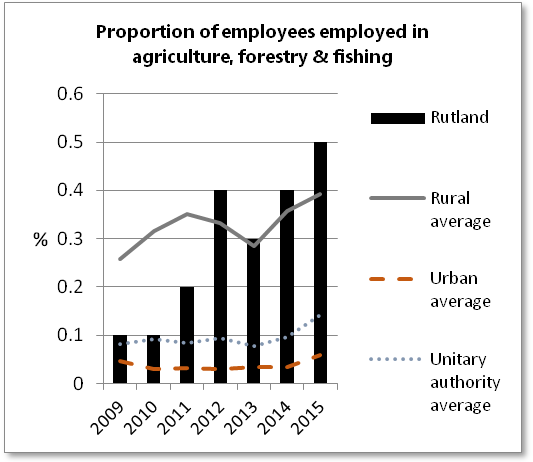 Proportion of employees employed in
agriculture, forestry & fishing
0.6
0.5
0.4
0.3
0.2
0.1
0
%
2009
2010
2011
2012
2013
2014
2015
Rutland
Rural
average
Urban
average
Unitary
authority
average